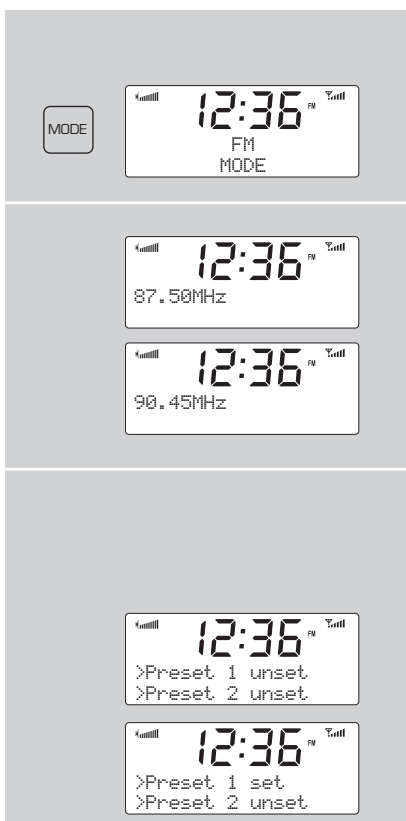 MODE
12:36 FM
FM
MODE
12:36 FM
87.50MHz
12:36 FM
90.45MHz
12:36 FM
>Preset 1 unset
>Preset 2 unset
12:36 FM
>Preset 1 set
>Preset 2 unset